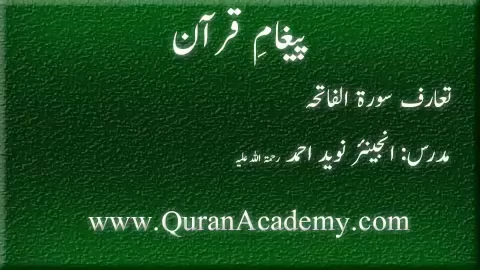 پیغامِ قرآن
تعارف سورۃ الفاتحہ
مدرس: انجینئر نوید احمد رحمۃ اللہ علیہ
www.QuranAcademy.com